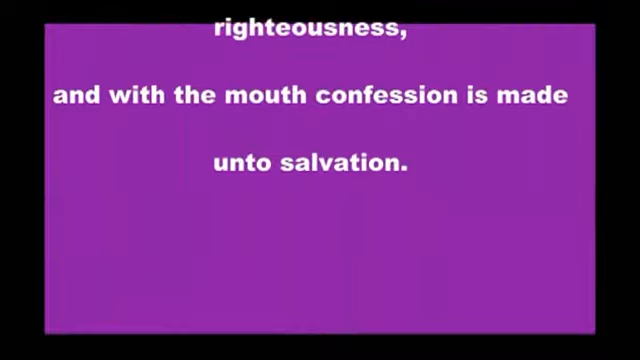 righteousness,
and with the mouth confession is made
unto salvation.